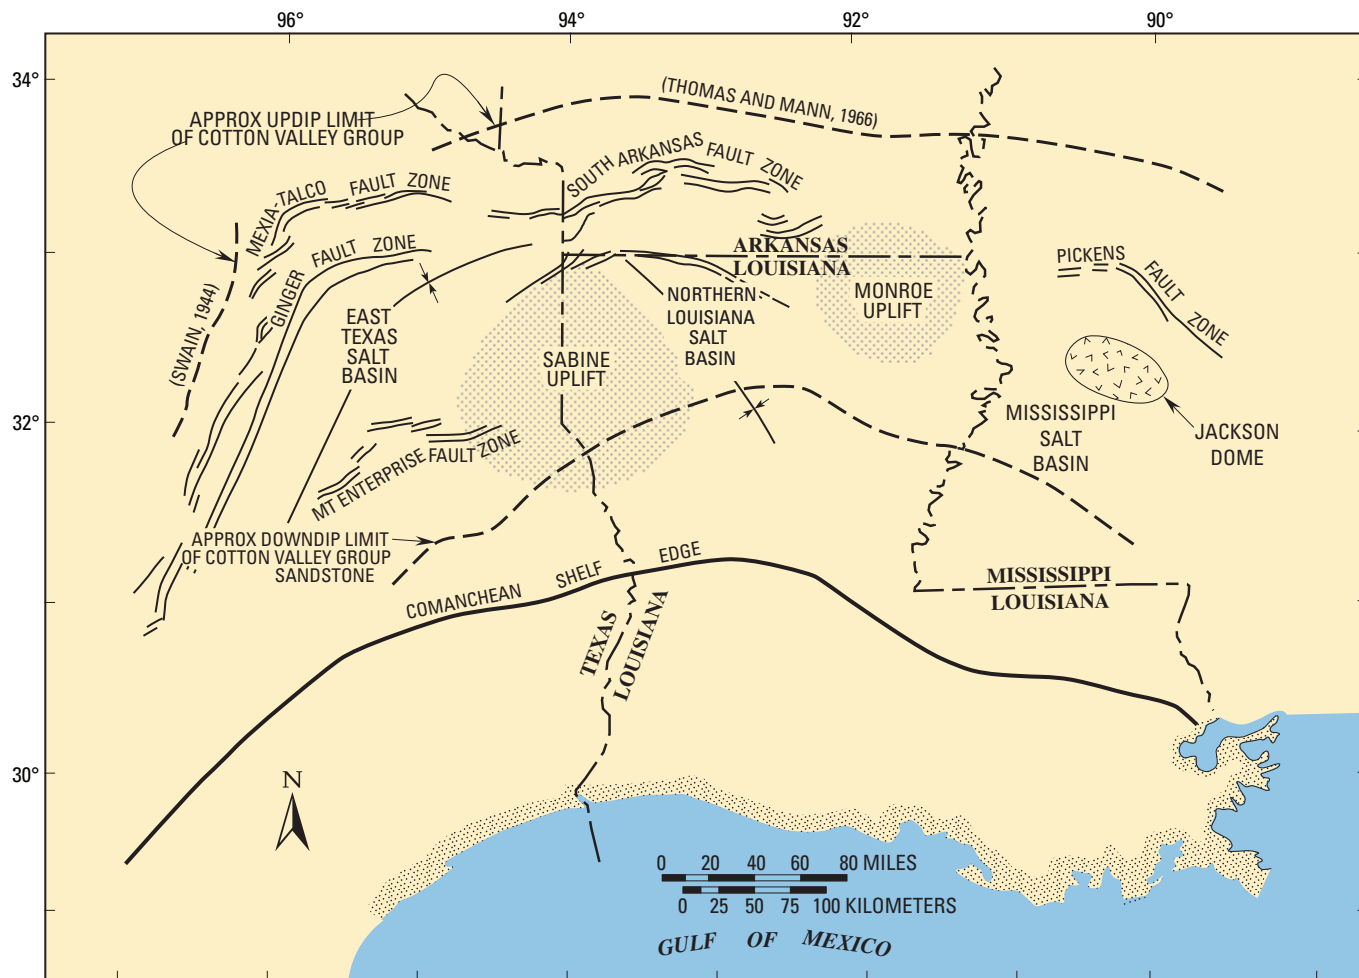 96°
94°
92°
90°
34°
32°
30°
APPROX UPDIP LIMIT
OF COTTON VALLEY GROUP
(THOMAS AND MANN, 1966)
SOUTH ARKANSAS FAULT ZONE
MEXIA-TALCO FAULT ZONE
GINGER FAULT ZONE
(SWAIN, 1944)
ARKANSAS
LOUISIANA
PICKENS FAULT ZONE
EAST
TEXAS
SALT
BASIN
NORTHERN
LOUISIANA
SALT
BASIN
MONROE
UPLIFT
SABINE
UPLIFT
MISSISSIPPI
SALT
BASIN
JACKSON
DOME
MT ENTERPRISE FAULT ZONE
APPROX DOWNDIP LIMIT
OF COTTON VALLEY GROUP
SANDSTONE
COMANCHEAN SHELF EDGE
MISSISSIPPI
LOUISIANA
TEXAS
LOUISIANA
N
0 20 40 60 80 MILES
0 25 50 75 100 KILOMETERS
GULF OF MEXICO